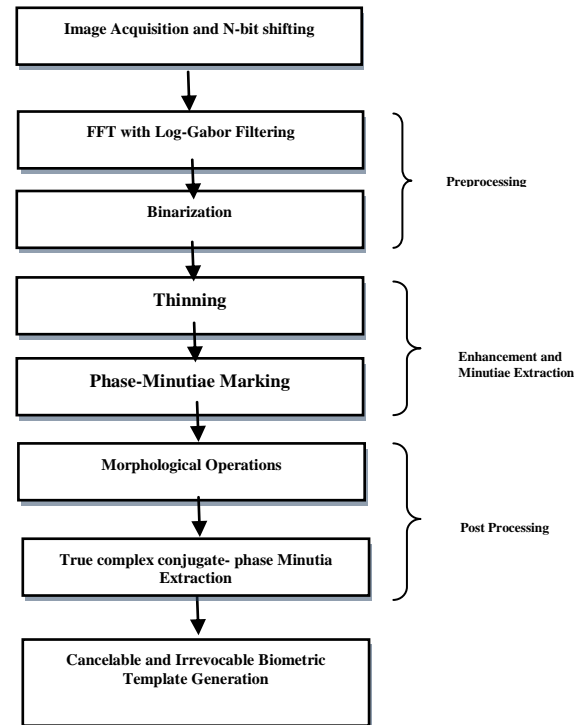 Image Acquisition and N-bit shifting
FFT with Log-Gabor Filtering
Preprocessing
Binarization
Thinning
Enhancement and
Minutiae Extraction
Phase-Minutiae Marking
Morphological Operations
Post Processing
True complex conjugate- phase Minutia
Extraction
Cancelable and Irrevocable Biometric
Template Generation